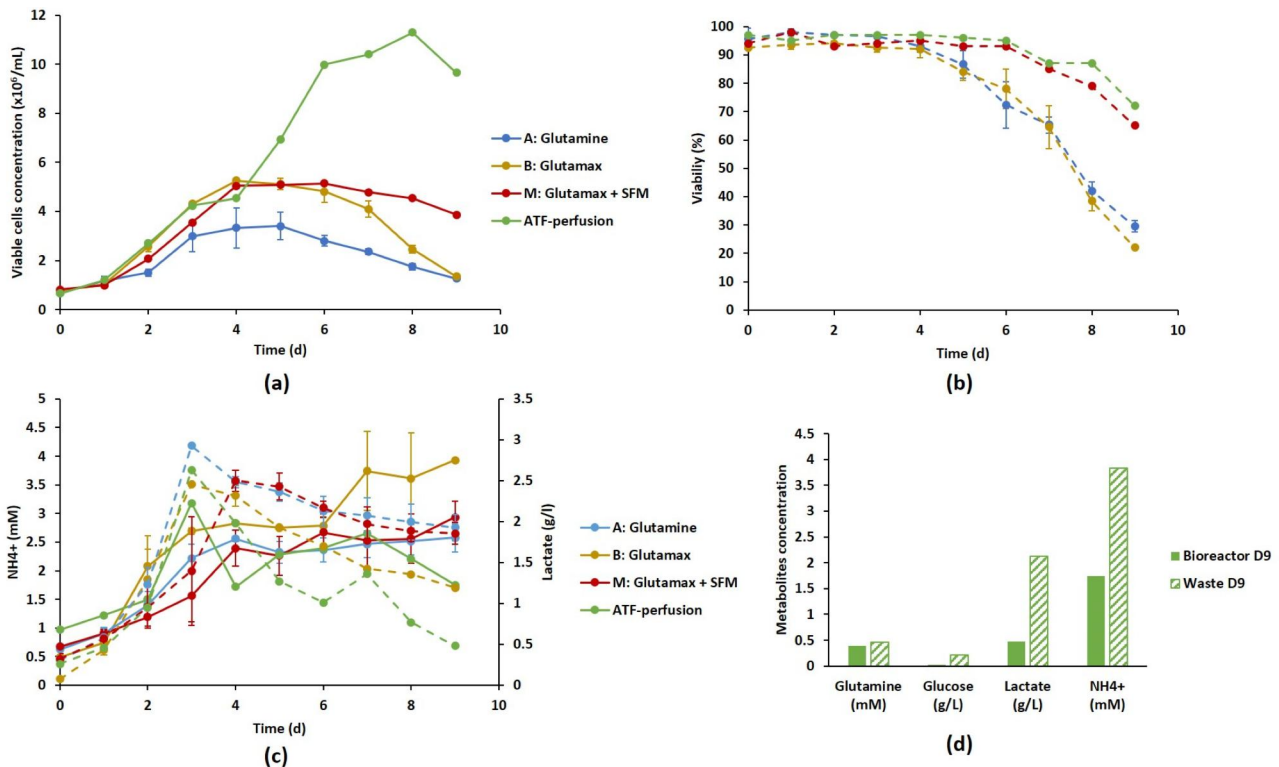 12
10
8
6
4
2
0
Viable cells concentration (x10⁶/mL)
0 2 4 6 8 10
Time (d)
A: Glutamine
B: Glutamax
M: Glutamax + SFM
ATF-perfusion
(a)
100
90
80
70
60
50
40
30
20
10
0
Viabiliy (%)
0 2 4 6 8 10
Time (d)
(b)
5
4.5
4
3.5
3
2.5
2
1.5
1
0.5
0
NH4+ (mM)
3.5
3
2.5
2
1.5
1
0.5
0
Lactate (g/l)
0 2 4 6 8 10
Time (d)
A: Glutamine
B: Glutamax
M: Glutamax + SFM
ATF-perfusion
(c)
4.5
4
3.5
3
2.5
2
1.5
1
0.5
0
Metabolites concentration
Glutamine Glucose Lactate NH4+
(mM) (g/L) (g/L) (mM)
Bioreactor D9
Waste D9
(d)